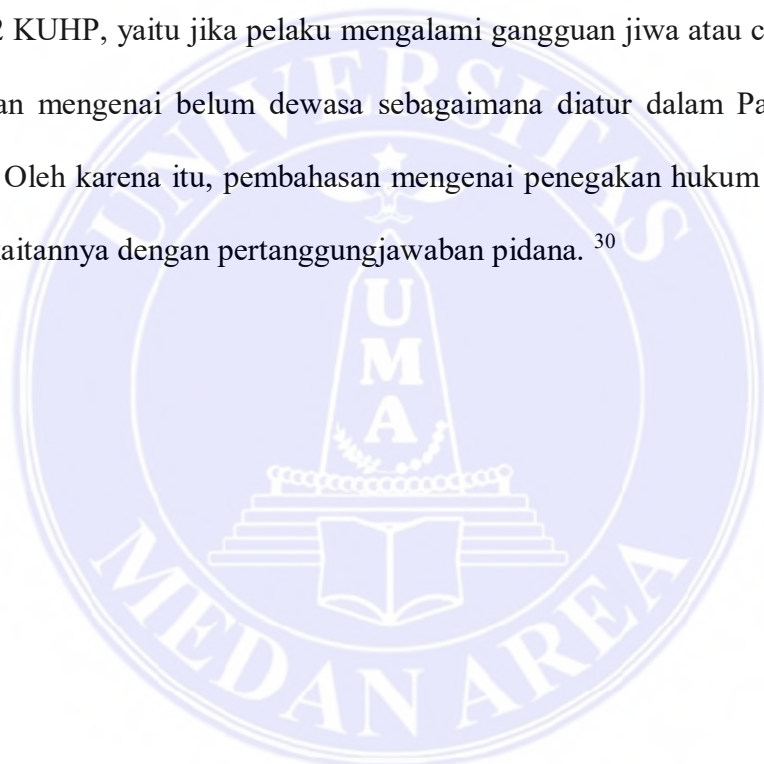 2 KUHP, yaitu jika pelaku mengalami gangguan jiwa atau c
an mengenai belum dewasa sebagaimana diatur dalam Pa
Oleh karena itu, pembahasan mengenai penegakan hukum
aitannya dengan pertanggungjawaban pidana. 30
UNIVERSITAS
UMA
MEDAN AREA